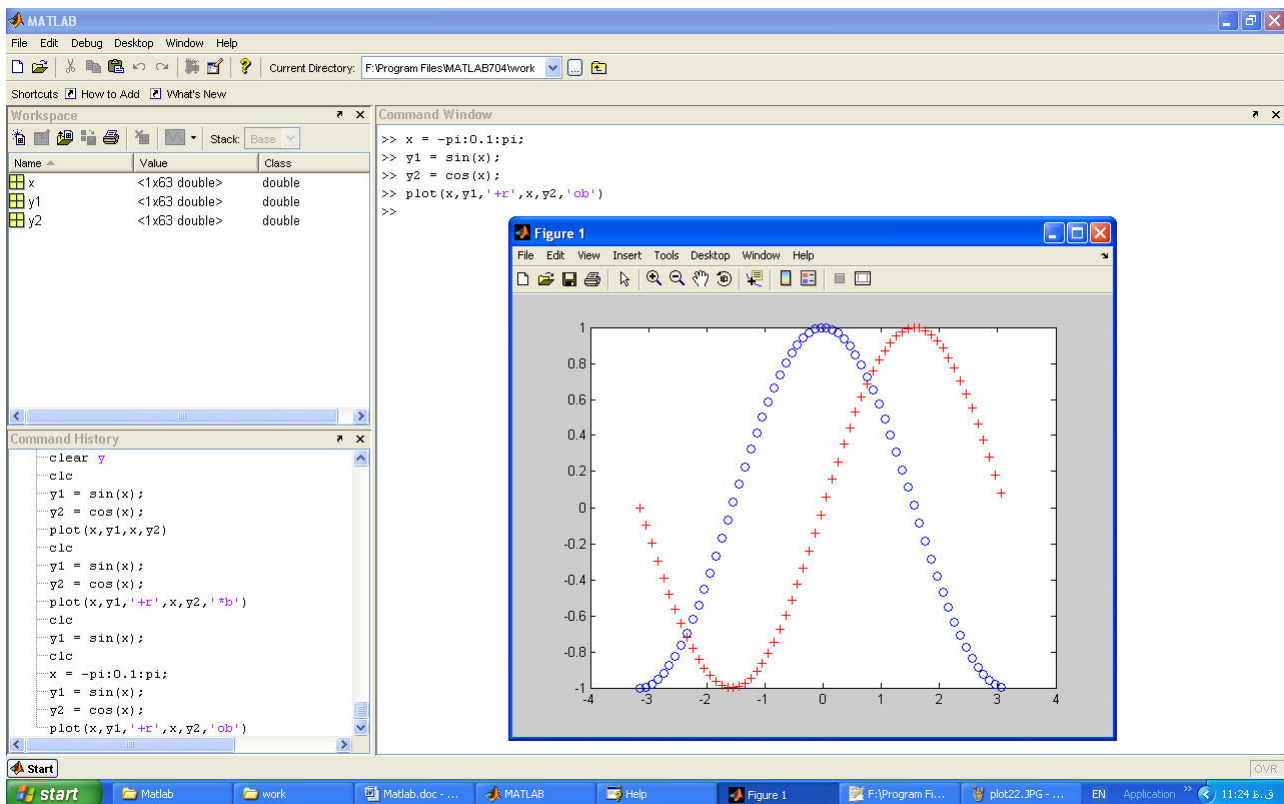 MATLAB
File Edit Debug Desktop Window Help
Current Directory: F:\Program Files\MATLAB704\work
Shortcuts How to Add What's New
Workspace
Stack: Base
Name Value Class
x <1x63 double> double
y1 <1x63 double> double
y2 <1x63 double> double
Command History
clear y
clc
y1 = sin(x);
y2 = cos(x);
plot(x,y1,x,y2)
clc
y1 = sin(x);
y2 = cos(x);
plot(x,y1,'+r',x,y2,'*b')
clc
y1 = sin(x);
clc
x = -pi:0.1:pi;
y1 = sin(x);
y2 = cos(x);
plot(x,y1,'+r',x,y2,'ob')
Command Window
>> x = -pi:0.1:pi;
>> y1 = sin(x);
>> y2 = cos(x);
>> plot(x,y1,'+r',x,y2,'ob')
>>
Figure 1
File Edit View Insert Tools Desktop Window Help
1
0.8
0.6
0.4
0.2
0
-0.2
-0.4
-0.6
-0.8
-1
-4 -3 -2 -1 0 1 2 3 4
Start
OVR
start Matlab work Matlab.doc - ... MATLAB Help Figure 1 F:\Program Fi... plot22.JPG - ... EN Application » 11:24 ق.ظ